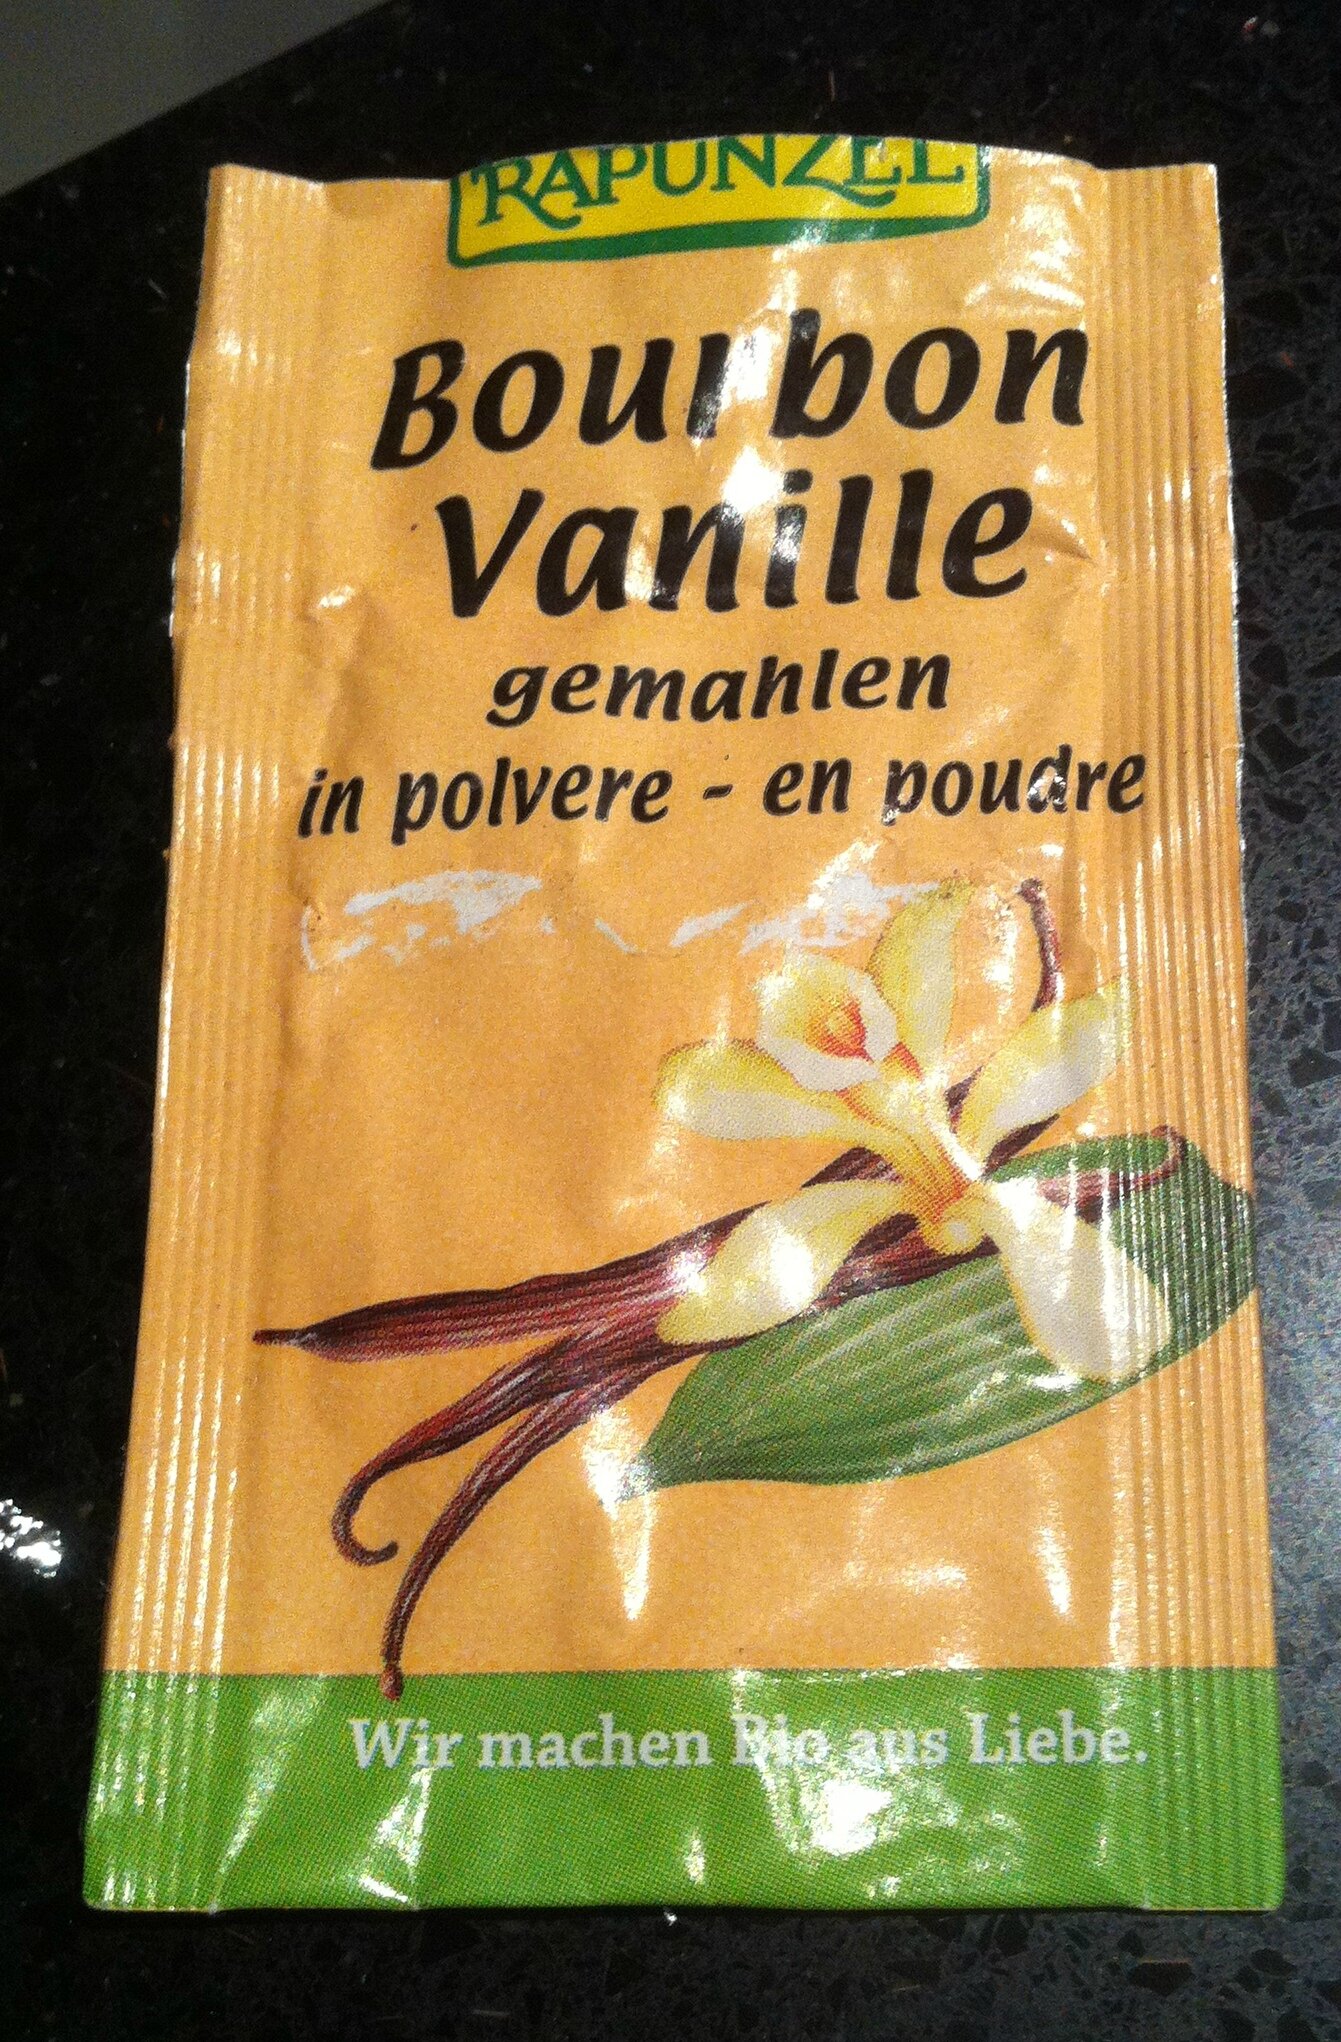 RAPUNZEL
Bourbon
Vanille
gemahlen
in polvere - en poudre
Wir machen Bio aus Liebe.